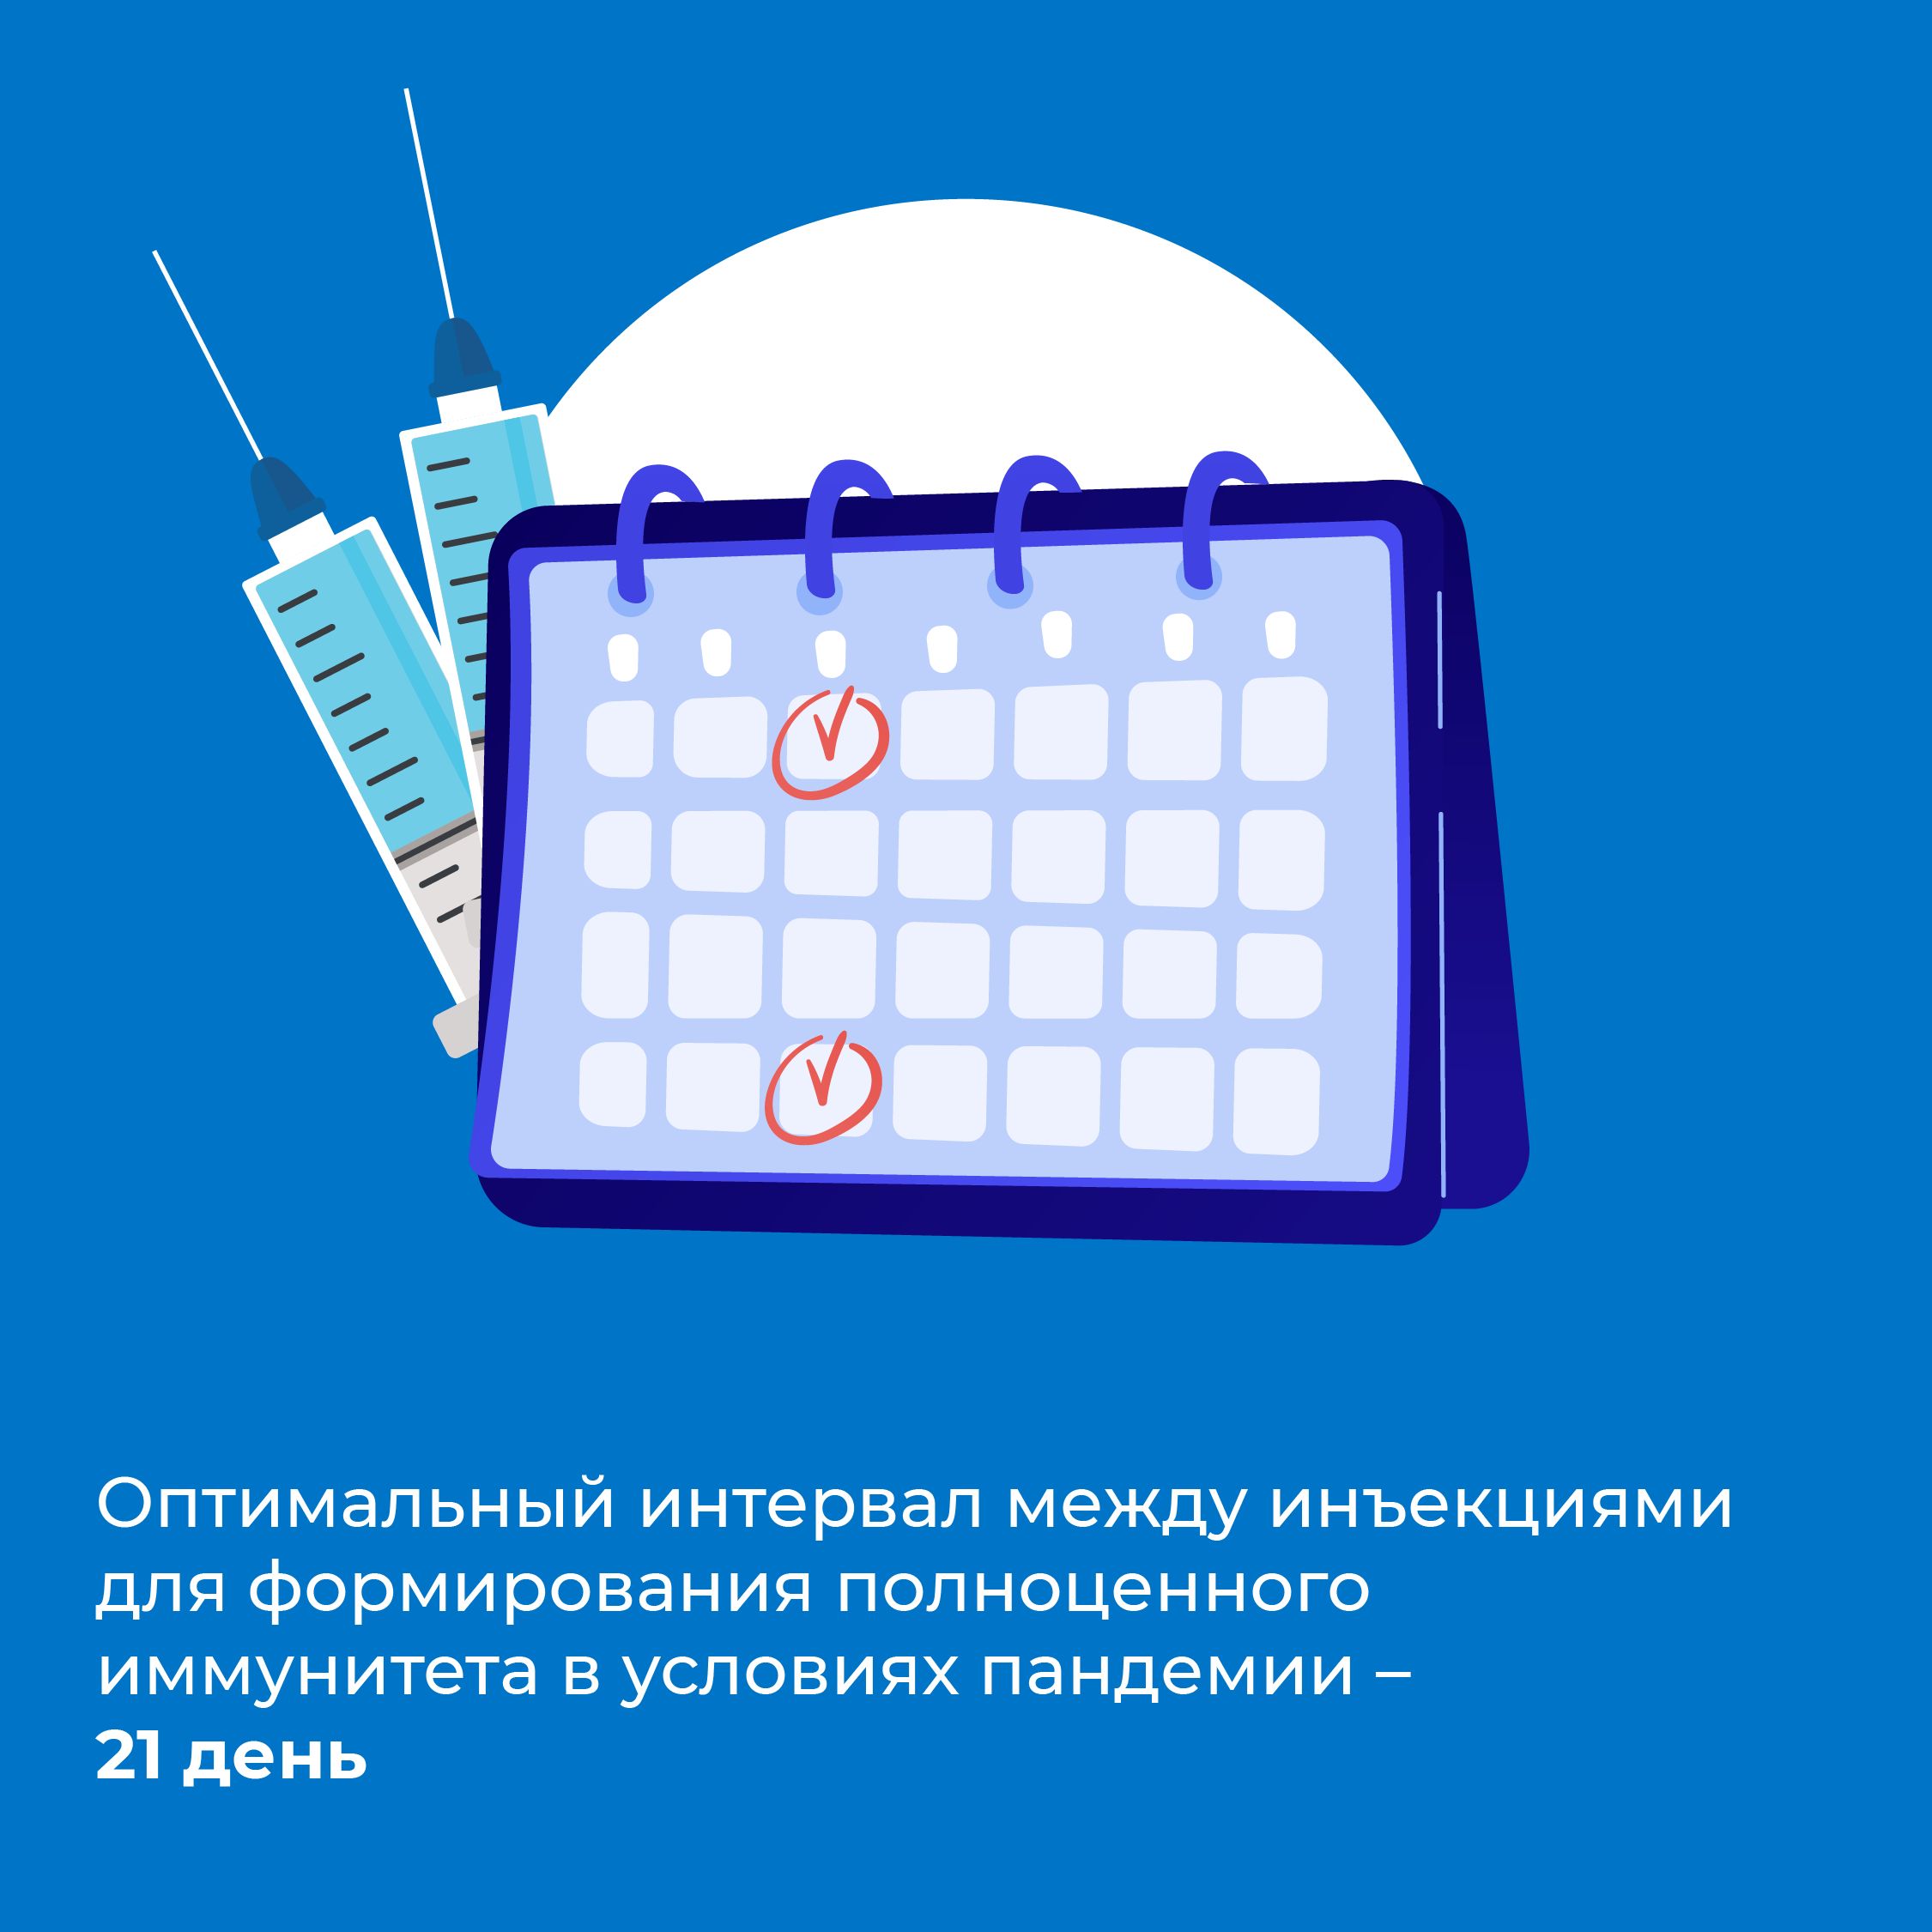 Оптимальный интервал между инъекциями
для формирования полноценного
иммунитета в условиях пандемии –
21 день